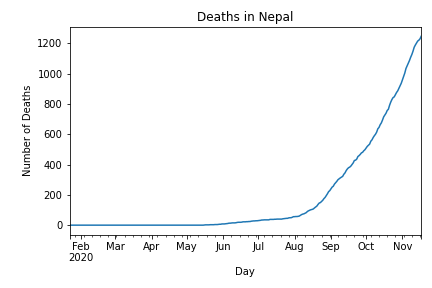 Deaths in Nepal
Number of Deaths
1200
1000
800
600
400
200
0
Feb Mar Apr May Jun Jul Aug Sep Oct Nov
2020
Day